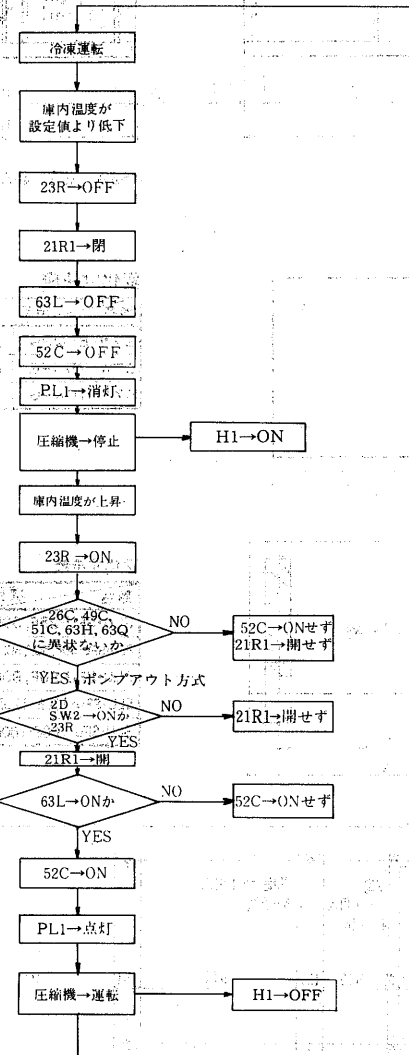 冷凍運転
庫内温度が
設定値より低下
23R→OFF
21R1→閉
63L→OFF
52C→OFF
PL1→消灯
圧縮機→停止
H1→ON
庫内温度が上昇
23R→ON
26C, 49C,
51C, 63H, 63Q
に異状ないか
NO
52C→ONせず
21R1→開せず
YES ポンプアウト方式
2D
S.W2→ONか
23R
NO
21R1→開せず
YES
21R1→開
63L→ONか
NO
52C→ONせず
YES
52C→ON
PL1→点灯
圧縮機→運転
H1→OFF